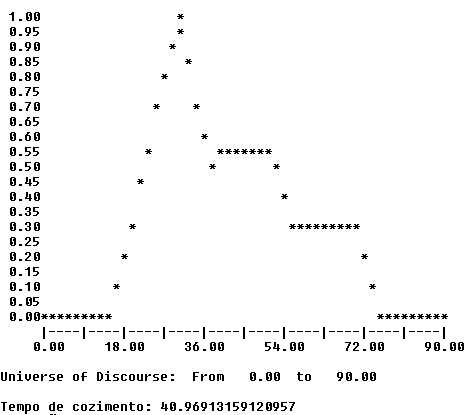 1.00                 *
0.95                 *
0.90                *
0.85                  *
0.80               *
0.75
0.70              *    *
0.65
0.60                    *
0.55             *        *******
0.50                     *       *
0.45            *
0.40                              *
0.35
0.30           *                   *********
0.25
0.20          *                             *
0.15
0.10         *                               *
0.05
0.00*********                                 *********
|----|----|----|----|----|----|----|----|----|----|
0.00     18.00     36.00     54.00     72.00     90.00
Universe of Discourse:  From   0.00  to   90.00
Tempo de cozimento: 40.96913159120957